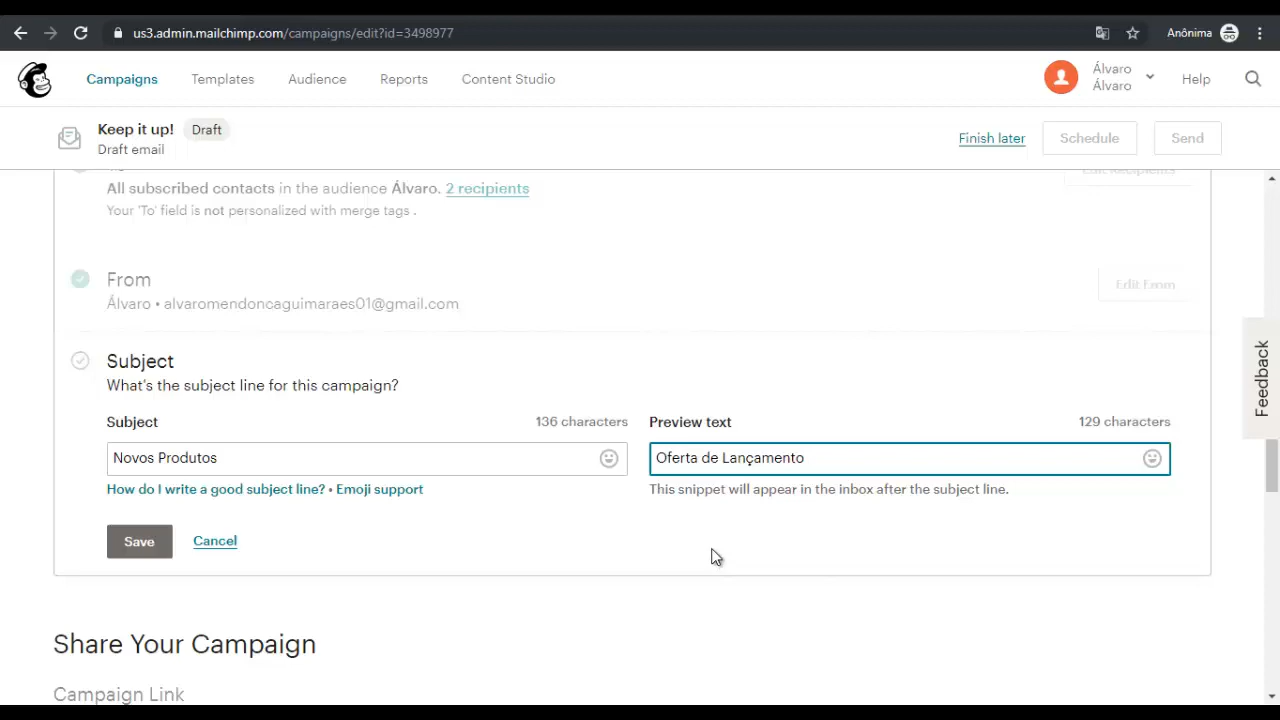 us3.admin.mailchimp.com/campaigns/edit?id=3498977
Anônima
Campaigns
Templates
Audience
Reports
Content Studio
Álvaro
Álvaro
Help
Keep it up!
Draft
Draft email
Finish later
Schedule
Send
Edit Recipients
All subscribed contacts in the audience Álvaro. 2 recipients
Your 'To' field is not personalized with merge tags .
From
Álvaro • alvaromendoncaguimaraes01@gmail.com
Edit From
Subject
What's the subject line for this campaign?
Subject
136 characters
Preview text
129 characters
Novos Produtos
Oferta de Lançamento
How do I write a good subject line? • Emoji support
This snippet will appear in the inbox after the subject line.
Save
Cancel
Feedback
Share Your Campaign
Campaign Link